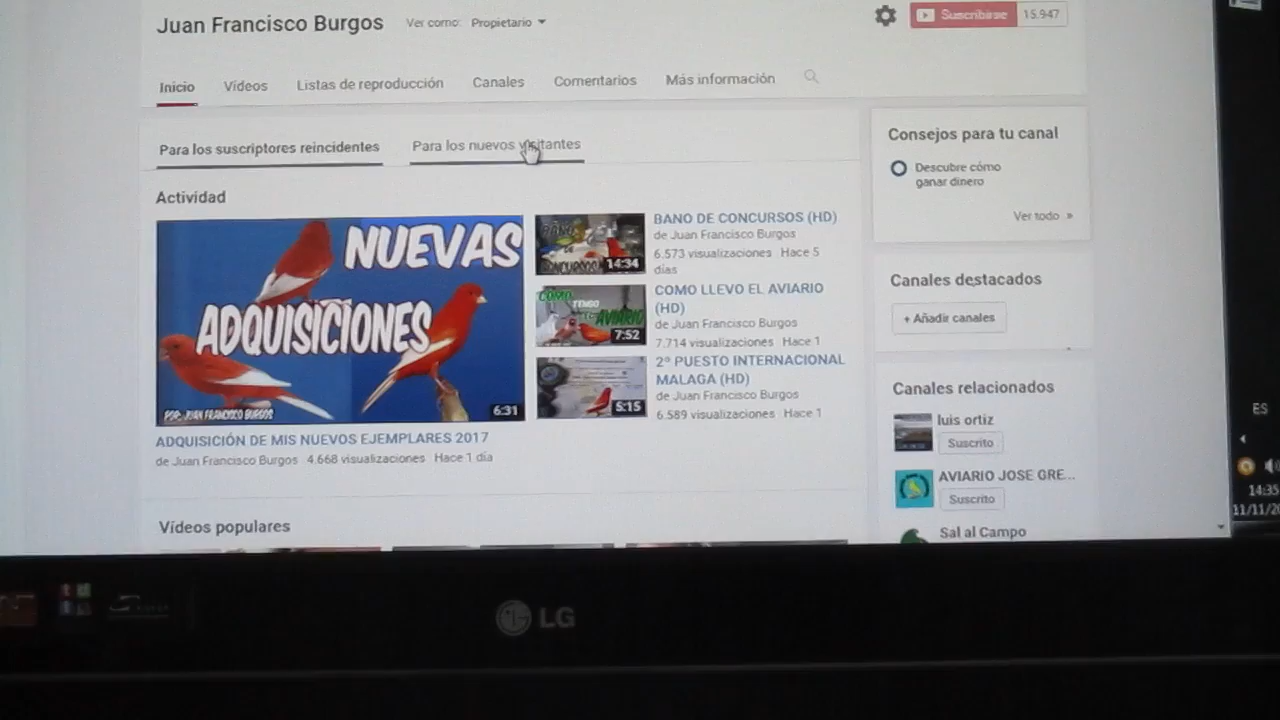 Juan Francisco Burgos
Ver como: Propietario
Suscribirse 15.947
Inicio Vídeos Listas de reproducción Canales Comentarios Más información
Para los suscriptores reincidentes Para los nuevos visitantes
Actividad
NUEVAS
ADQUISICIONES
POR: JUAN FRANCISCO BURGOS
6:31
ADQUISICIÓN DE MIS NUEVOS EJEMPLARES 2017
de Juan Francisco Burgos 4.668 visualizaciones Hace 1 día
BAÑO
DE
CONCURSOS
14:34
BANO DE CONCURSOS (HD)
de Juan Francisco Burgos
6.573 visualizaciones Hace 5
días
COMO TENGO
AVIARIO
7:52
COMO LLEVO EL AVIARIO
(HD)
de Juan Francisco Burgos
7.714 visualizaciones Hace 1
5:15
2º PUESTO INTERNACIONAL
MALAGA (HD)
de Juan Francisco Burgos
6.589 visualizaciones Hace 1
Vídeos populares
Consejos para tu canal
Descubre cómo
ganar dinero
Ver todo »
Canales destacados
+ Añadir canales
Canales relacionados
luis ortiz
Suscrito
AVIARIO JOSE GRE...
Suscrito
Sal al Campo
ES
14:35
11/11/20
LG